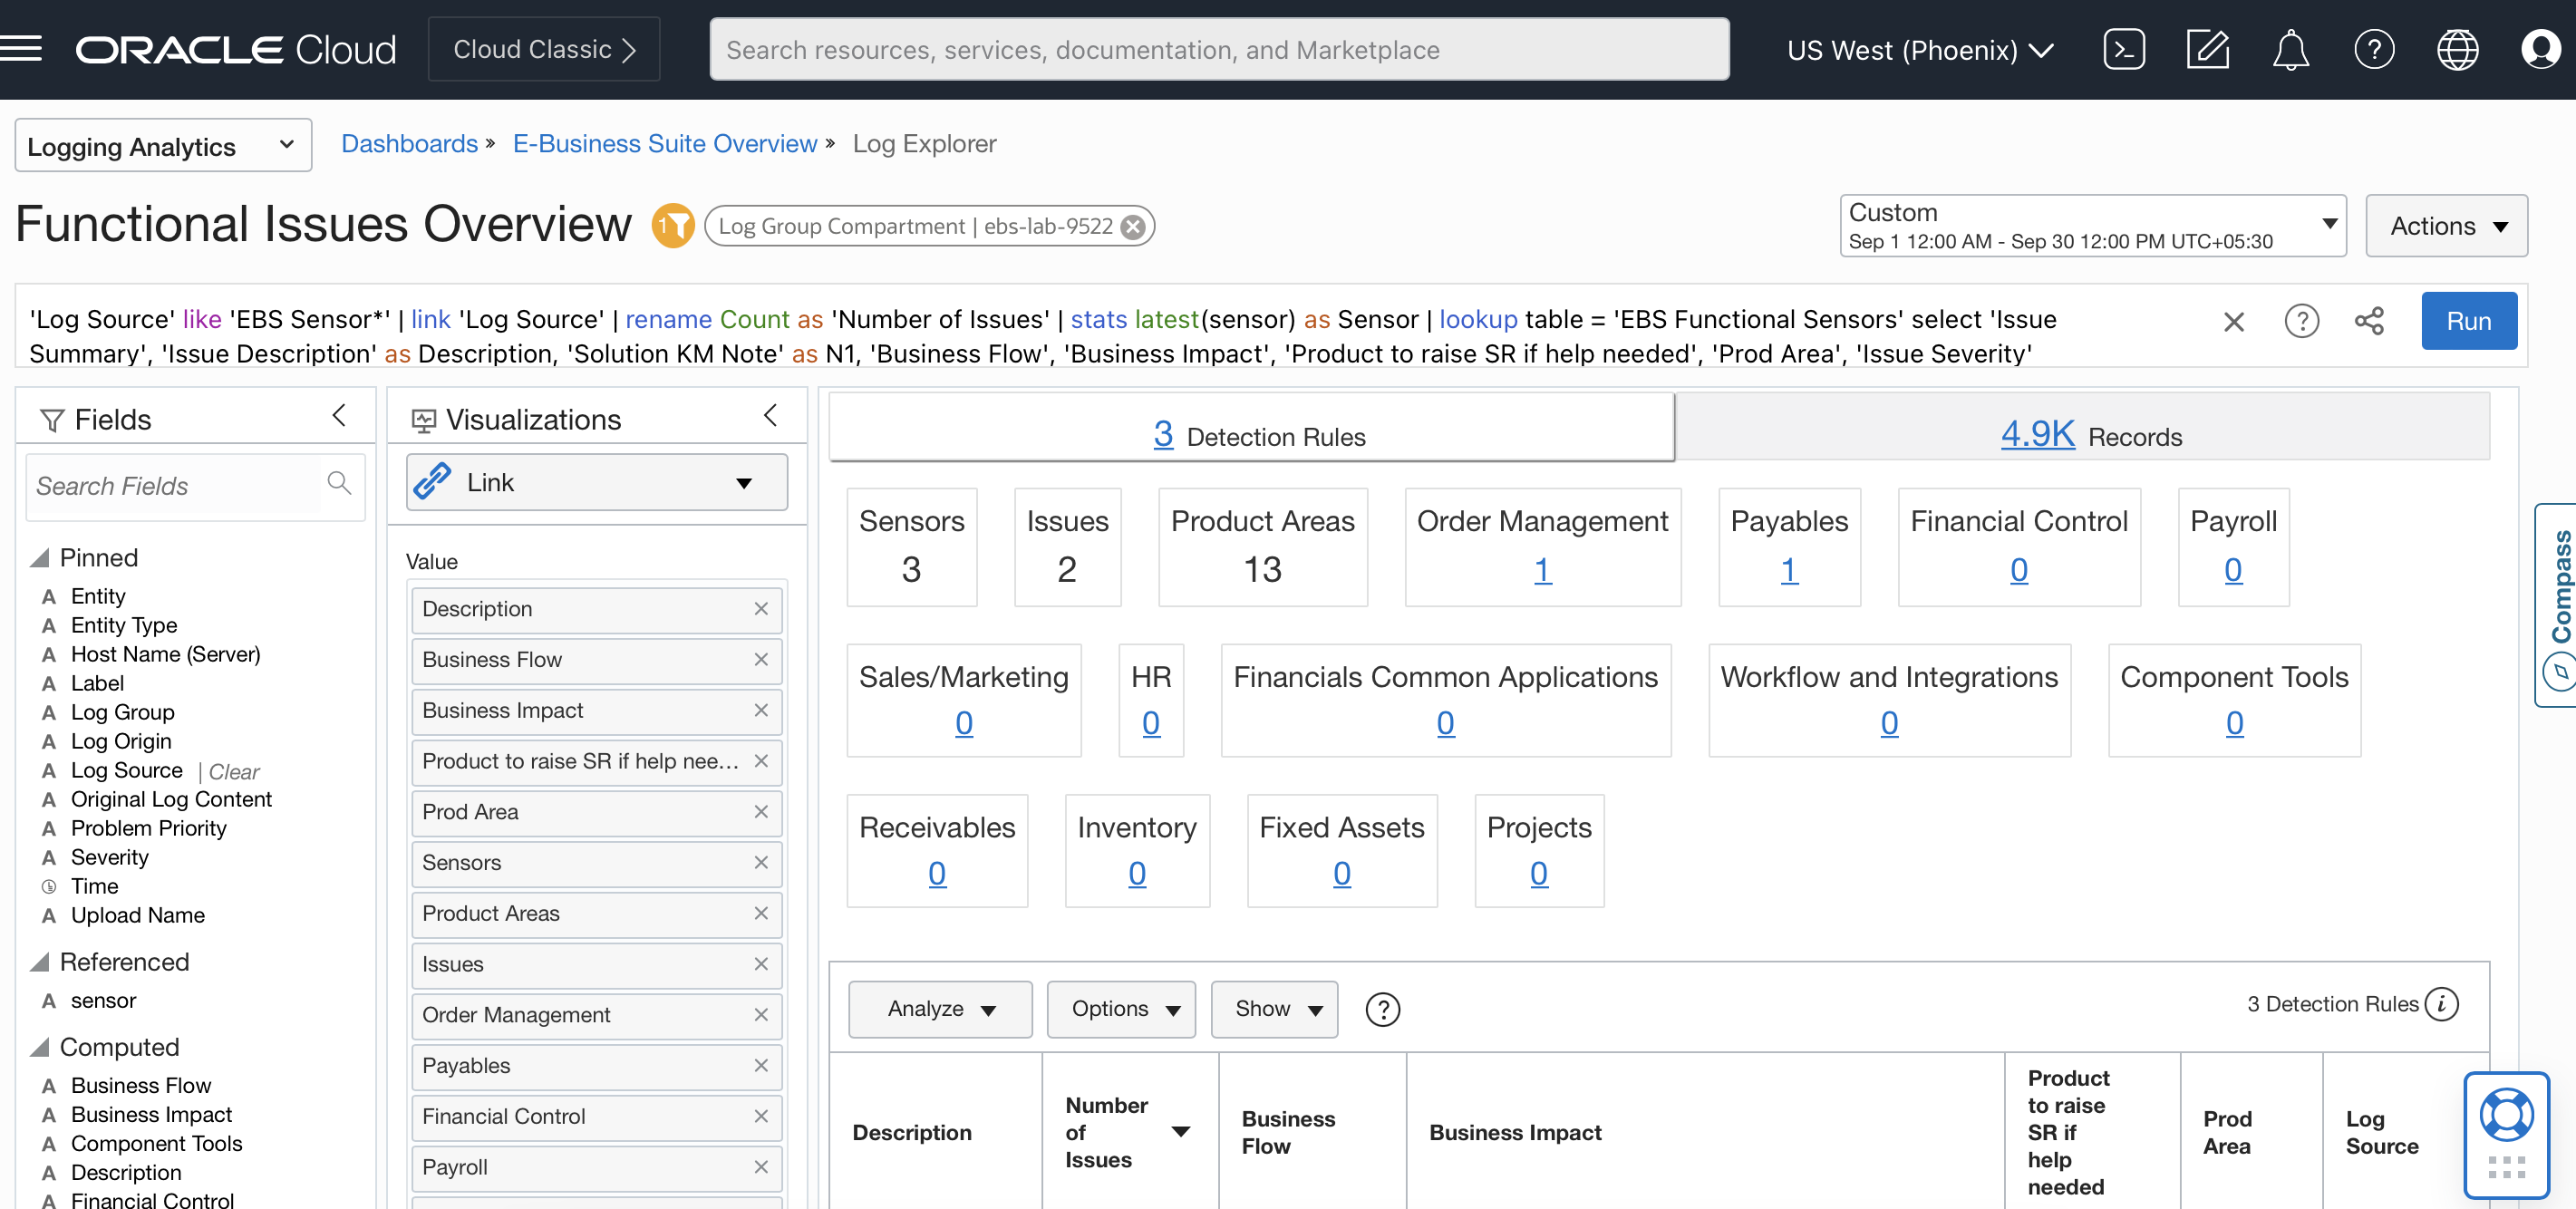 ORACLE Cloud
Cloud Classic
Search resources, services, documentation, and Marketplace
US West (Phoenix)
Logging Analytics
Dashboards » E-Business Suite Overview » Log Explorer
Functional Issues Overview
1
Log Group Compartment | ebs-lab-9522
Custom
Sep 1 12:00 AM - Sep 30 12:00 PM UTC+05:30
Actions
'Log Source' like 'EBS Sensor*' | link 'Log Source' | rename Count as 'Number of Issues' | stats latest(sensor) as Sensor | lookup table = 'EBS Functional Sensors' select 'Issue
Summary', 'Issue Description' as Description, 'Solution KM Note' as N1, 'Business Flow', 'Business Impact', 'Product to raise SR if help needed', 'Prod Area', 'Issue Severity'
Run
Fields
Search Fields
Pinned
A Entity
A Entity Type
A Host Name (Server)
A Label
A Log Group
A Log Origin
A Log Source | Clear
A Original Log Content
A Problem Priority
A Severity
Time
A Upload Name
Referenced
A sensor
Computed
A Business Flow
A Business Impact
A Component Tools
A Description
A Financial Control
Visualizations
Link
Value
Description
Business Flow
Business Impact
Product to raise SR if help nee...
Prod Area
Sensors
Product Areas
Issues
Order Management
Payables
Financial Control
Payroll
3 Detection Rules
4.9K Records
Sensors
3
Issues
2
Product Areas
13
Order Management
1
Payables
1
Financial Control
0
Payroll
0
Sales/Marketing
0
HR
0
Financials Common Applications
0
Workflow and Integrations
0
Component Tools
0
Receivables
0
Inventory
0
Fixed Assets
0
Projects
0
Analyze
Options
Show
3 Detection Rules
Description
Number
of
Issues
Business
Flow
Business Impact
Product
to raise
SR if
help
needed
Prod
Area
Log
Source
Compass